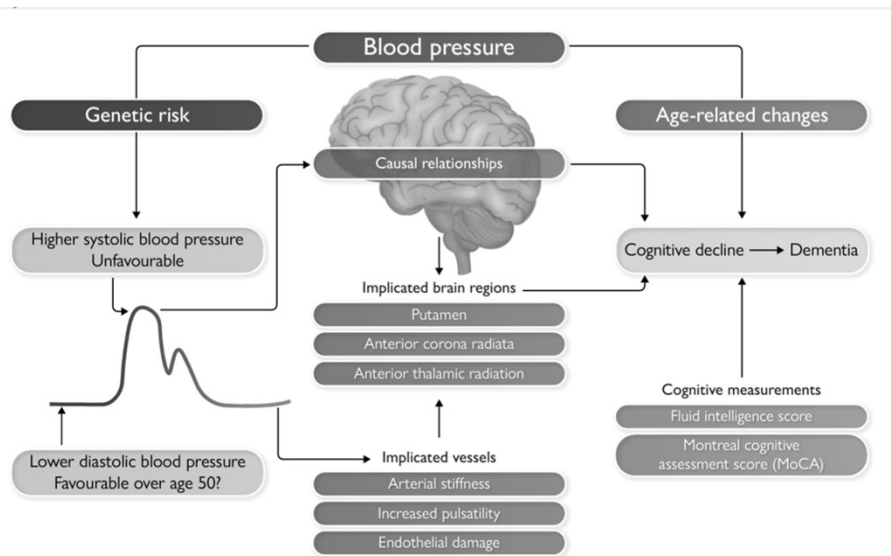 Blood pressure
Genetic risk
Age-related changes
Causal relationships
Higher systolic blood pressure
Unfavourable
Cognitive decline
Dementia
Implicated brain regions
Putamen
Anterior corona radiata
Anterior thalamic radiation
Cognitive measurements
Fluid intelligence score
Montreal cognitive
assessment score (MoCA)
Lower diastolic blood pressure
Favourable over age 50?
Implicated vessels
Arterial stiffness
Increased pulsatility
Endothelial damage